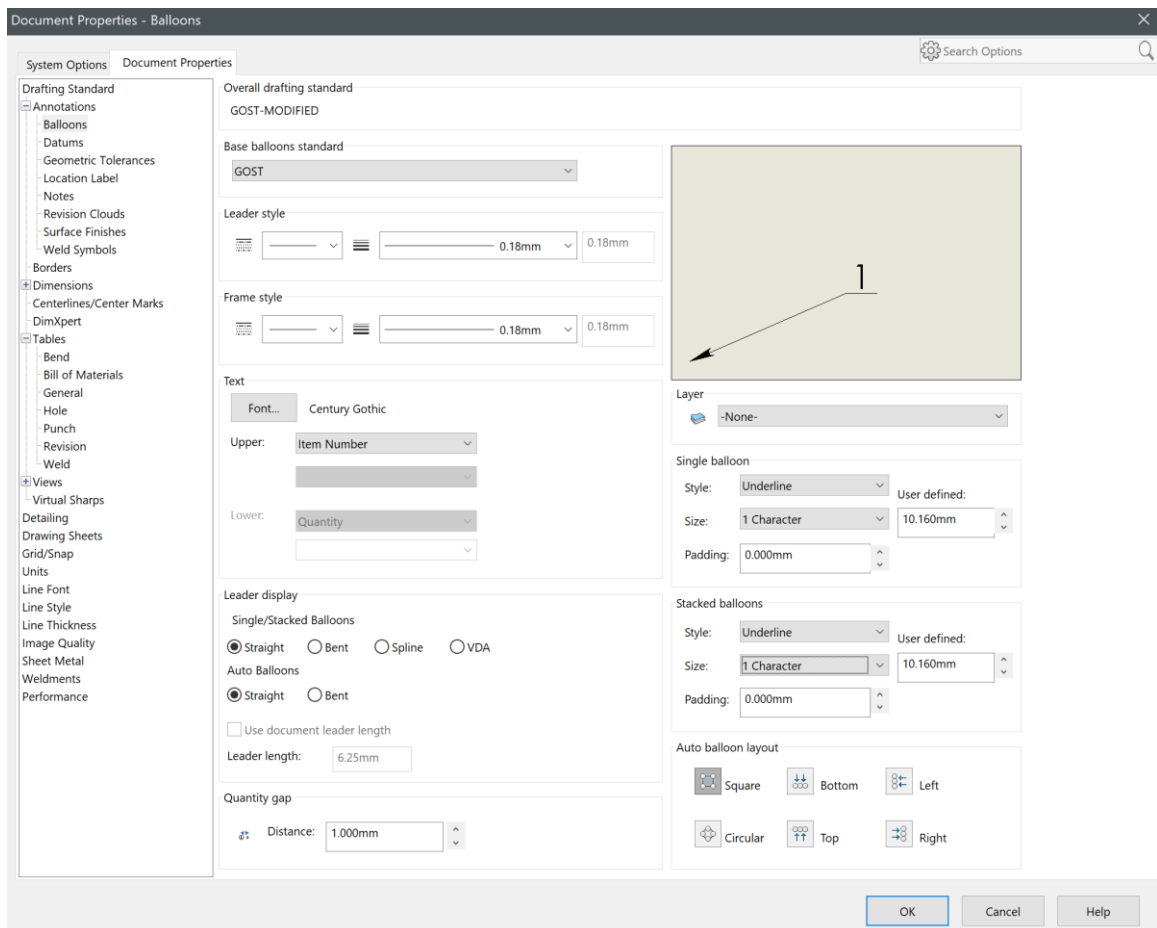 Document Properties - Balloons
Search Options
System Options
Document Properties
Drafting Standard
Annotations
Balloons
Datums
Geometric Tolerances
Location Label
Notes
Revision Clouds
Surface Finishes
Weld Symbols
Borders
Dimensions
Centerlines/Center Marks
DimXpert
Tables
Bend
Bill of Materials
General
Hole
Punch
Revision
Weld
Views
Virtual Sharps
Detailing
Drawing Sheets
Grid/Snap
Units
Line Font
Line Style
Line Thickness
Image Quality
Sheet Metal
Weldments
Performance
Overall drafting standard
GOST-MODIFIED
Base balloons standard
GOST
Leader style
0.18mm 0.18mm
Frame style
0.18mm 0.18mm
Text
Font... Century Gothic
Upper: Item Number
Lower: Quantity
Leader display
Single/Stacked Balloons
Straight Bent Spline VDA
Auto Balloons
Straight Bent
Use document leader length
Leader length: 6.25mm
Quantity gap
Distance: 1.000mm
1
Layer
-None-
Single balloon
Style: Underline User defined:
Size: 1 Character 10.160mm
Padding: 0.000mm
Stacked balloons
Style: Underline User defined:
Size: 1 Character 10.160mm
Padding: 0.000mm
Auto balloon layout
Square Bottom Left
Circular Top Right
OK Cancel Help